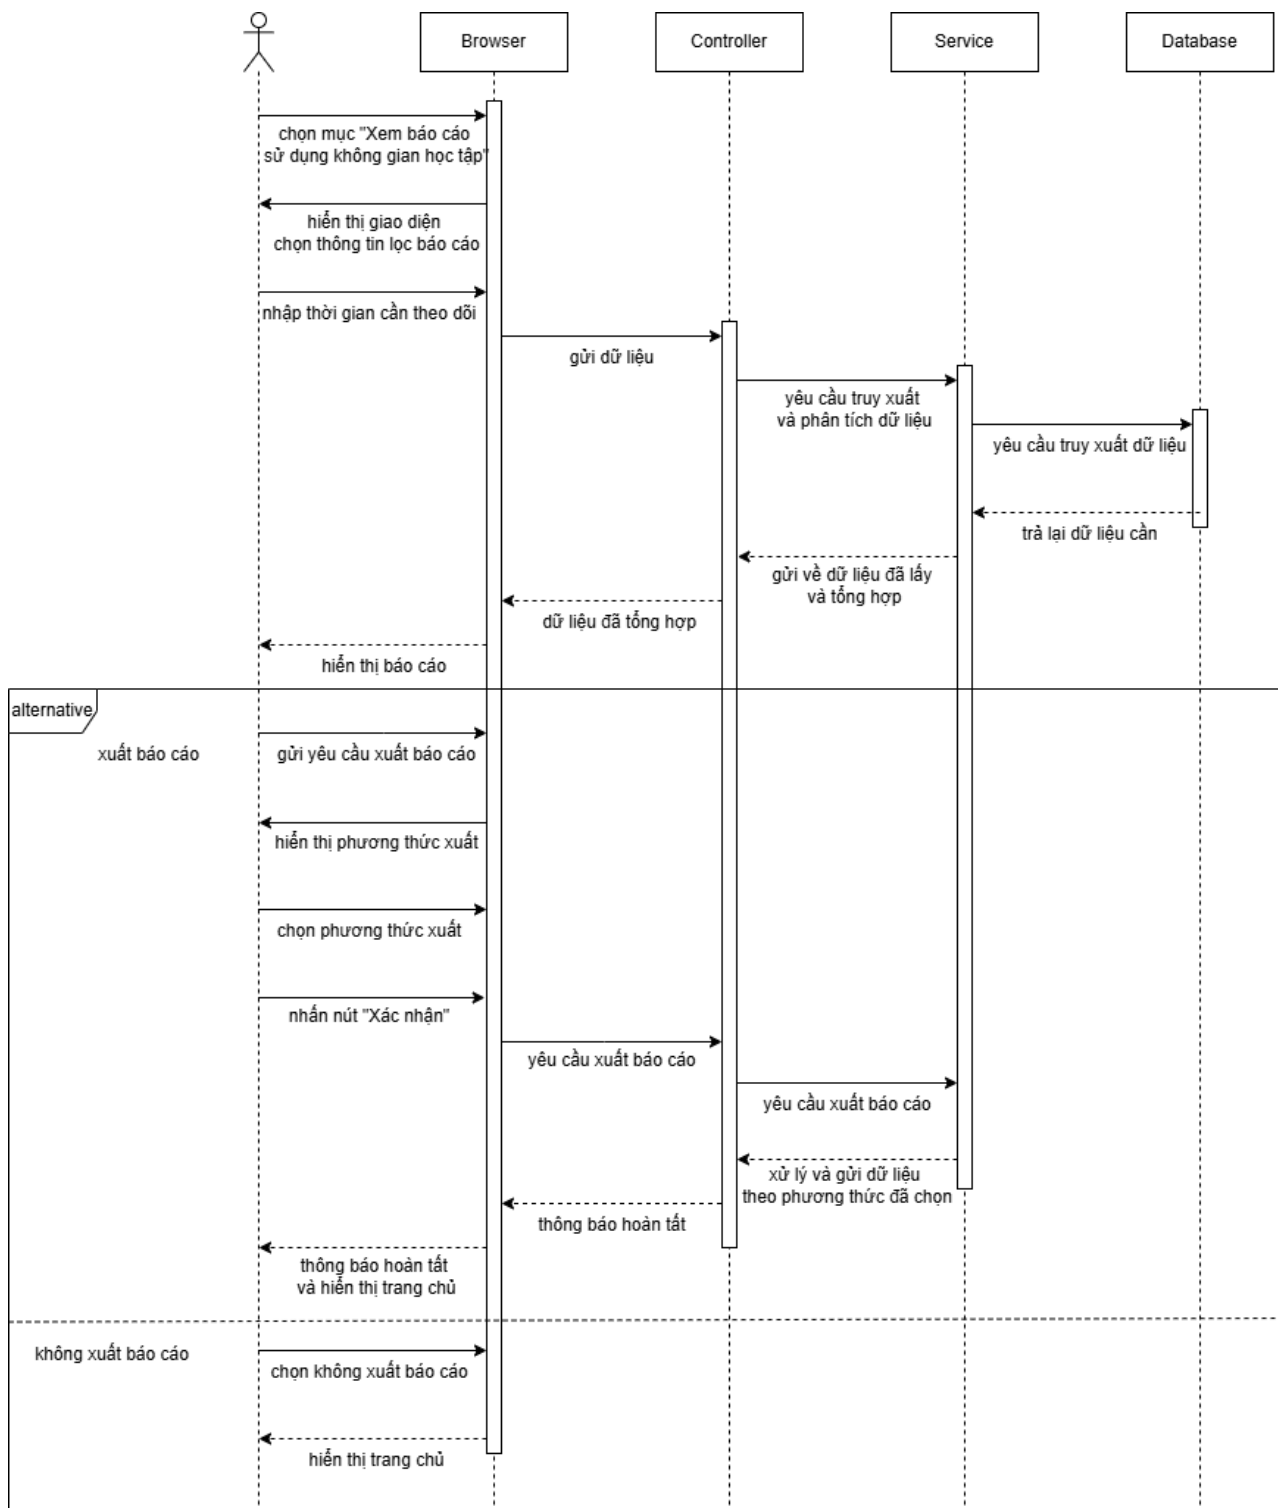 Browser
Controller
Service
Database
chọn mục "Xem báo cáo
sử dụng không gian học tập"
hiển thị giao diện
chọn thông tin lọc báo cáo
nhập thời gian cần theo dõi
gửi dữ liệu
yêu cầu truy xuất
và phân tích dữ liệu
yêu cầu truy xuất dữ liệu
trả lại dữ liệu cần
gửi về dữ liệu đã lấy
và tổng hợp
dữ liệu đã tổng hợp
hiển thị báo cáo
alternative
xuất báo cáo
gửi yêu cầu xuất báo cáo
hiển thị phương thức xuất
chọn phương thức xuất
nhấn nút "Xác nhận"
yêu cầu xuất báo cáo
yêu cầu xuất báo cáo
xử lý và gửi dữ liệu
theo phương thức đã chọn
thông báo hoàn tất
thông báo hoàn tất
và hiển thị trang chủ
không xuất báo cáo
chọn không xuất báo cáo
hiển thị trang chủ